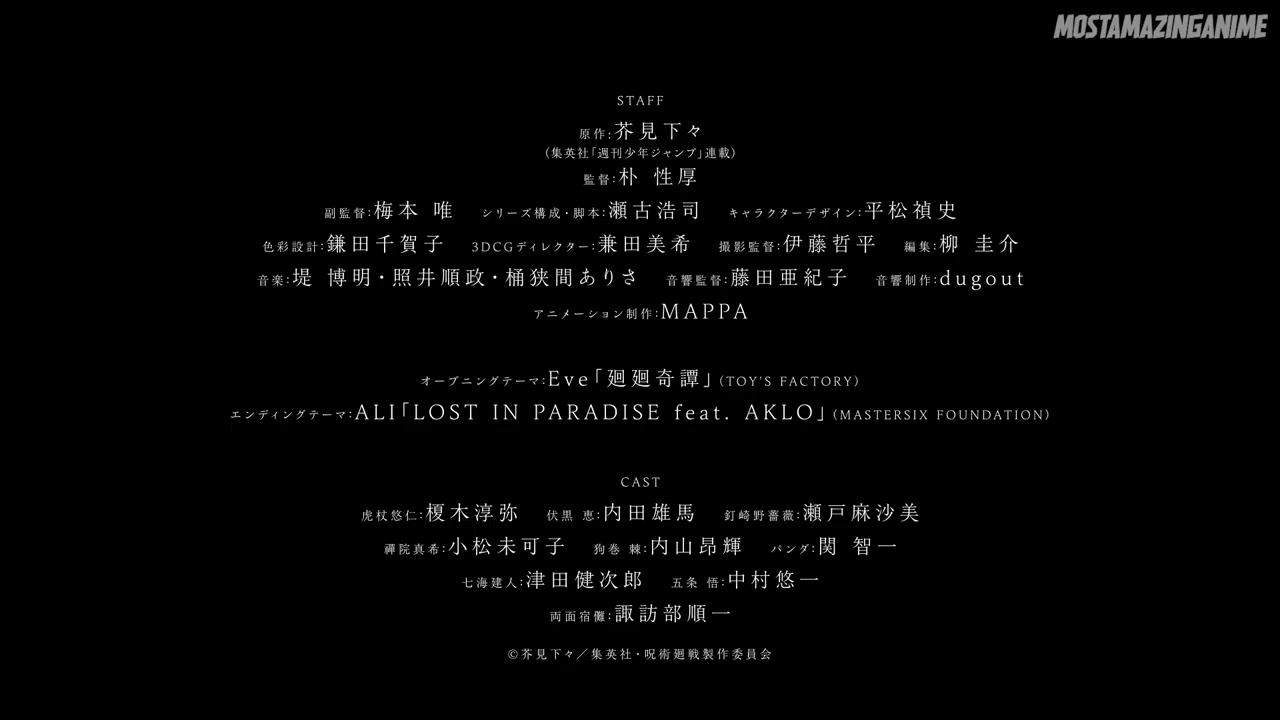 MOSTAMAZINGANIME
STAFF
原作:芥見下々
(集英社「週刊少年ジャンプ」連載)
監督:朴 性厚
副監督:梅本 唯 シリーズ構成・脚本:瀬古浩司 キャラクターデザイン:平松禎史
色彩設計:鎌田千賀子 3DCGディレクター:兼田美希 撮影監督:伊藤哲平 編集:柳 圭介
音楽:堤 博明・照井順政・桶狭間ありさ 音響監督:藤田亜紀子 音響制作:dugout
アニメーション制作:MAPPA
オープニングテーマ:Eve「廻廻奇譚」(TOY'S FACTORY)
エンディングテーマ:ALI「LOST IN PARADISE feat. AKLO」(MASTERSIX FOUNDATION)
CAST
虎杖悠仁:榎木淳弥 伏黒 恵:内田雄馬 釘崎野薔薇:瀬戸麻沙美
禪院真希:小松未可子 狗巻 棘:内山昂輝 パンダ:関 智一
七海建人:津田健次郎 五条 悟:中村悠一
両面宿儺:諏訪部順一
©芥見下々／集英社・呪術廻戦製作委員会